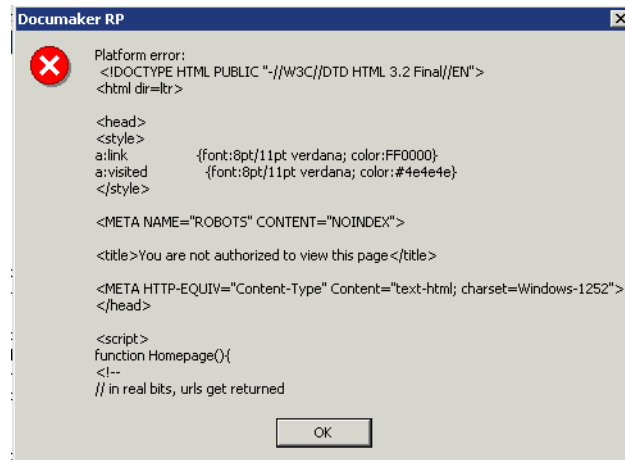 Documaker RP
Platform error:
<!DOCTYPE HTML PUBLIC "-//W3C//DTD HTML 3.2 Final//EN">
<html dir=ltr>
<head>
<style>
a:link {font:8pt/11pt verdana; color:FF0000}
a:visited {font:8pt/11pt verdana; color:#4e4e4e}
</style>
<META NAME="ROBOTS" CONTENT="NOINDEX">
<title>You are not authorized to view this page</title>
<META HTTP-EQUIV="Content-Type" Content="text-html; charset=Windows-1252">
</head>
<script>
function Homepage(){
<!--
// in real bits, urls get returned
OK